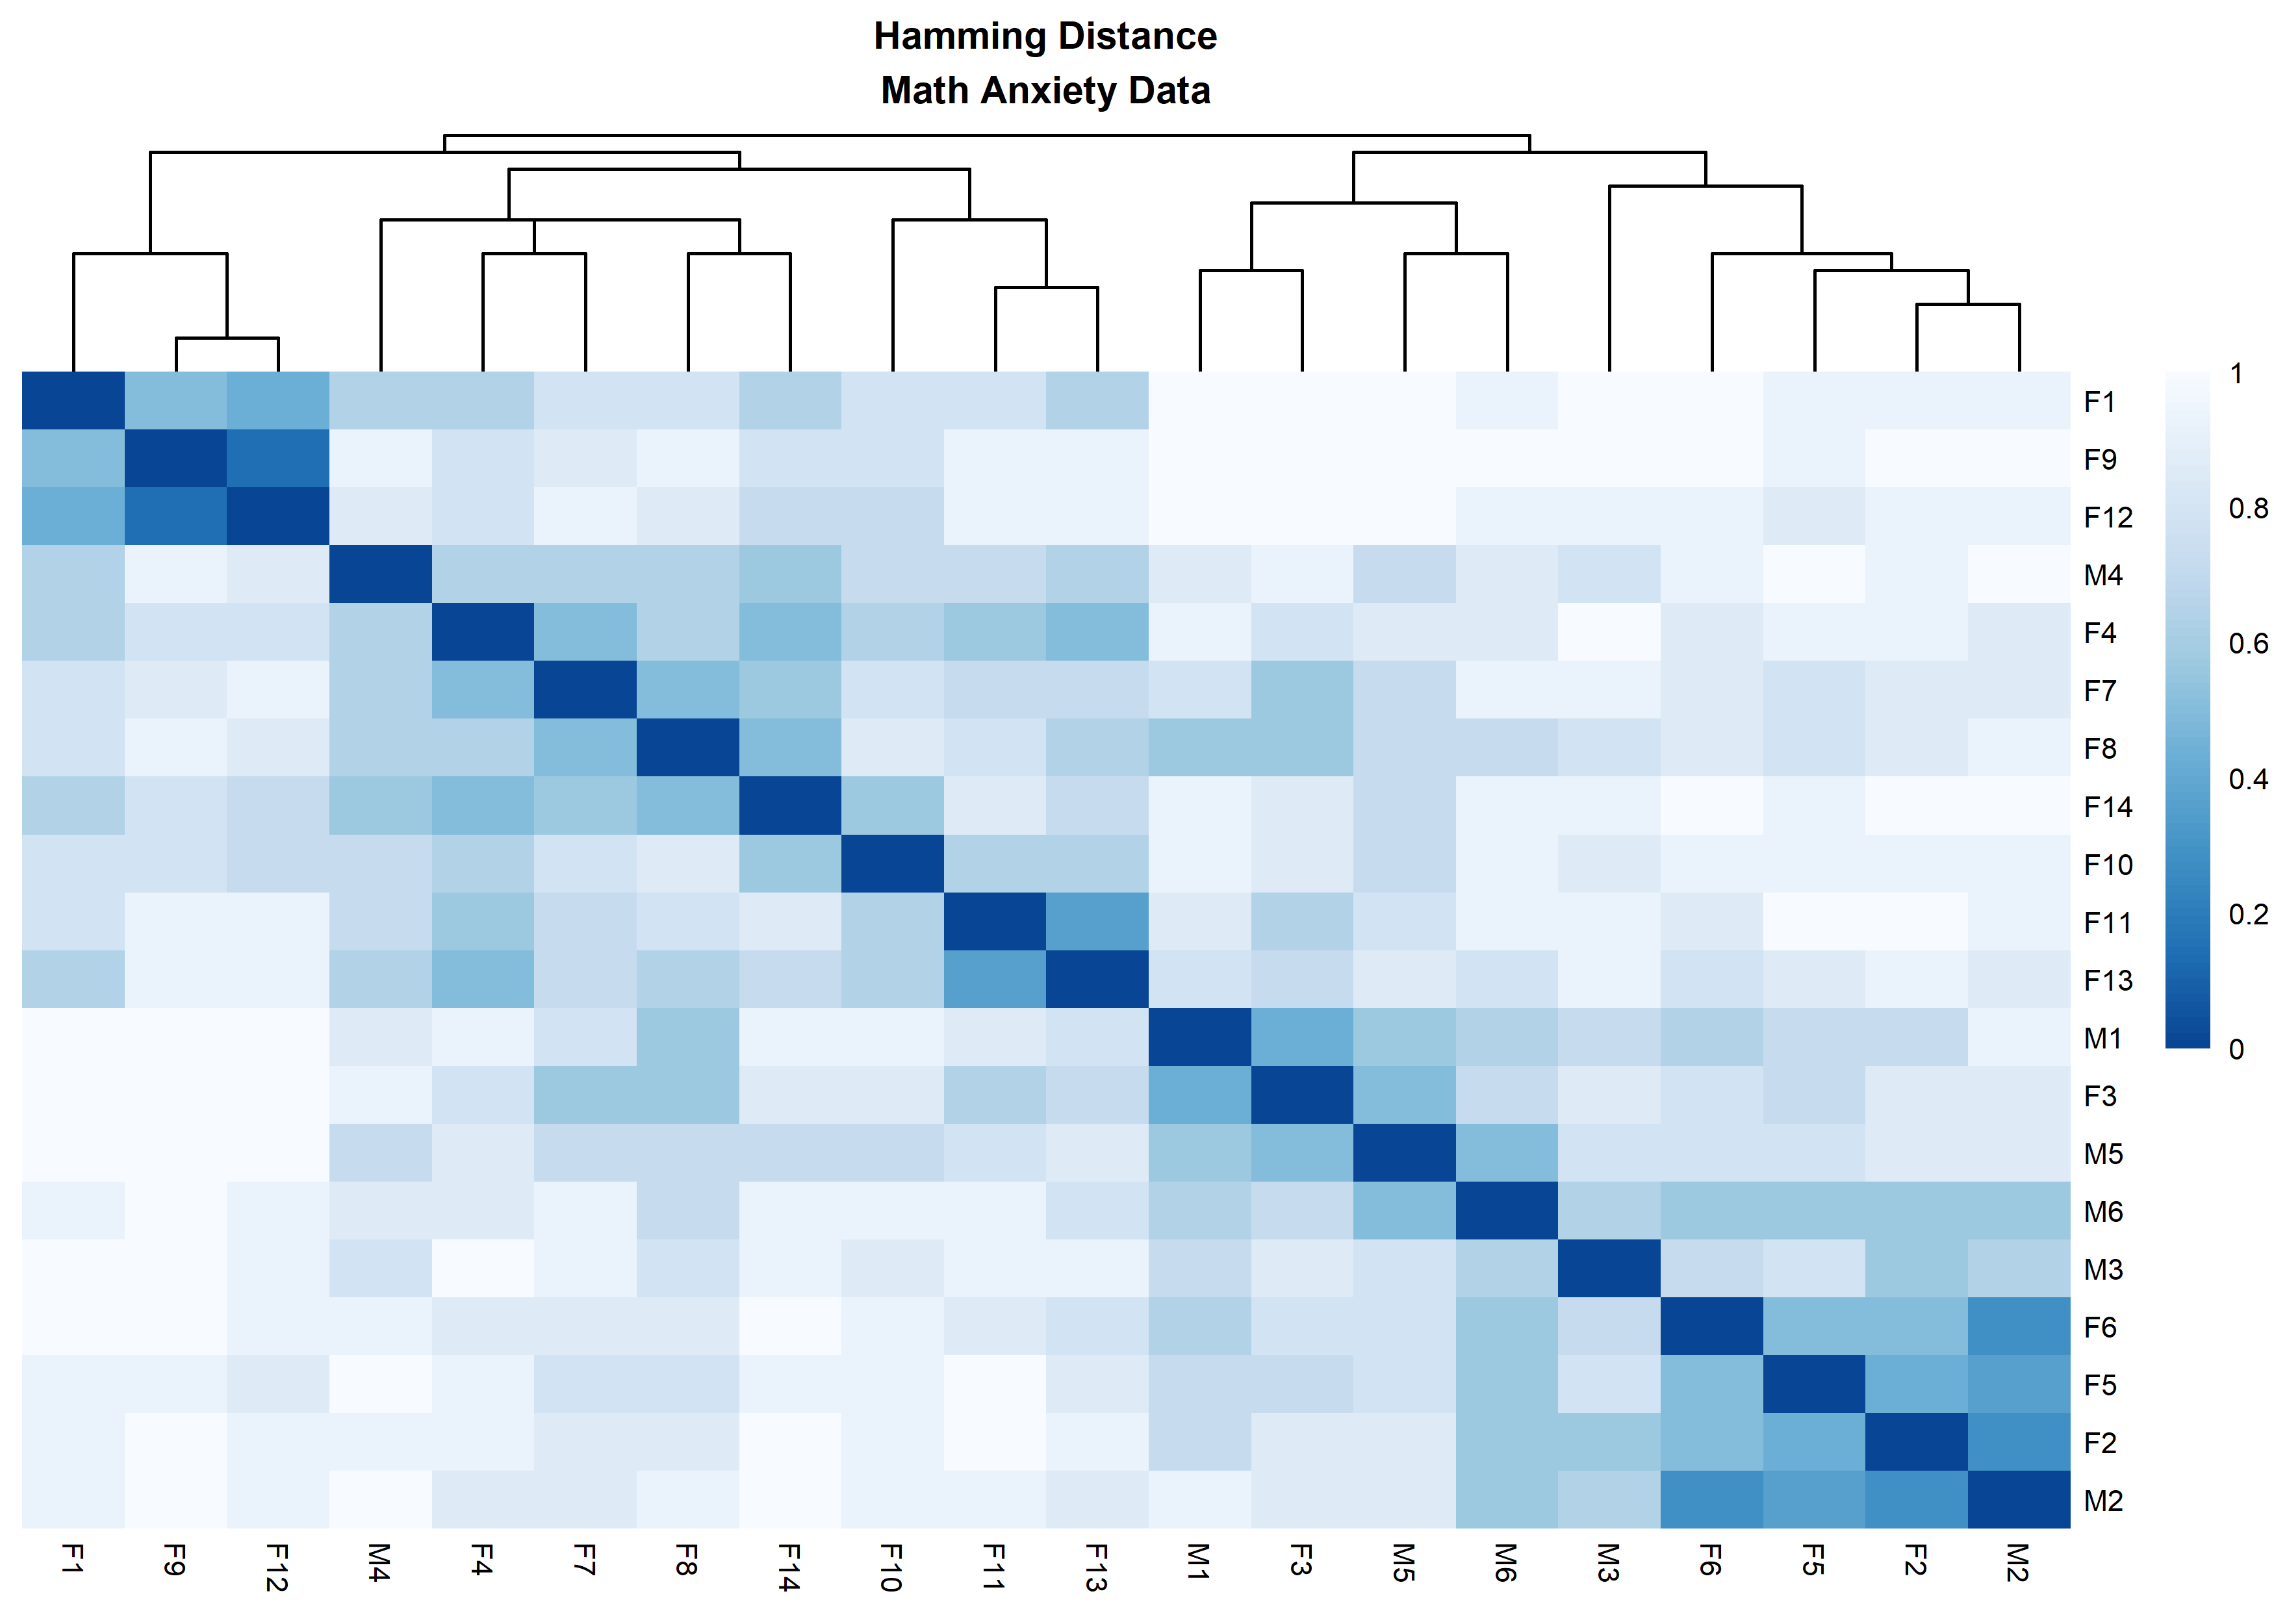 Hamming Distance
Math Anxiety Data
F1
F9
F12
M4
F4
F7
F8
F14
F10
F11
F13
M1
F3
M5
M6
M3
F6
F5
F2
M2
1
0.8
0.6
0.4
0.2
0
F1 F9 F12 M4 F4 F7 F8 F14 F10 F11 F13 M1 F3 M5 M6 M3 F6 F5 F2 M2